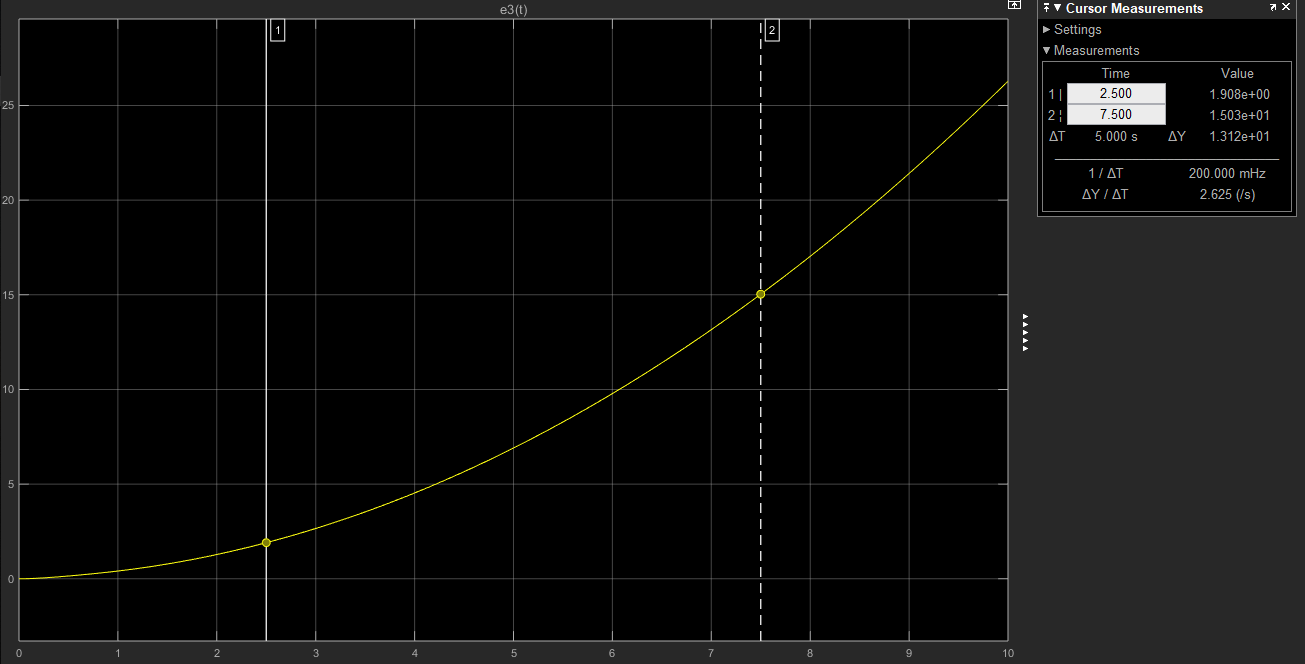 e3(t)
1
2
25
20
15
10
5
0
0 1 2 3 4 5 6 7 8 9 10
Cursor Measurements
Settings
Measurements
Time Value
1 | 2.500 1.908e+00
2 ¦ 7.500 1.503e+01
ΔT 5.000 s ΔY 1.312e+01
1 / ΔT 200.000 mHz
ΔY / ΔT 2.625 (/s)